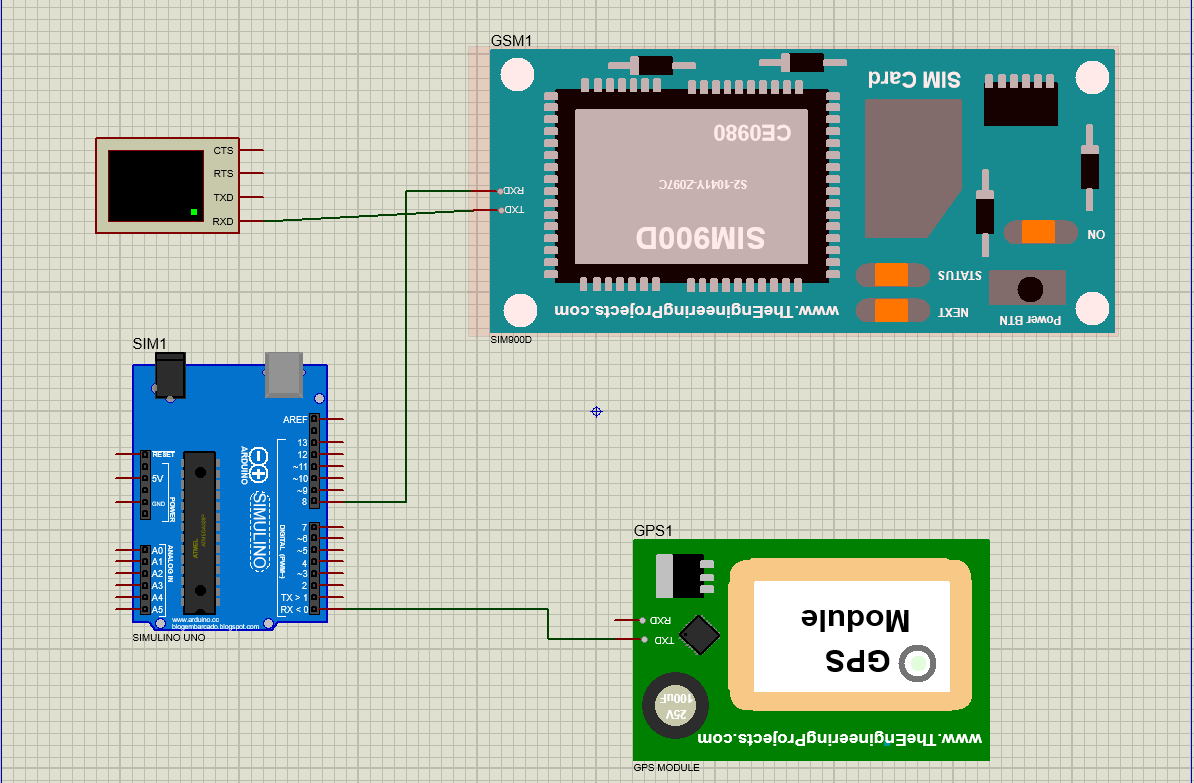 GSM1
SIM Card
CE0980
S2-1041Y-Z097C
SIM900D
RXD
TXD
ON
STATUS
NEXT
Power BTN
www.TheEngineeringProjects.com
SIM900D
CTS
RTS
TXD
RXD
SIM1
AREF
13
12
~11
~10
~9
8
7
~6
~5
4
~3
2
TX > 1
RX < 0
RESET
5V
GND
POWER
A0
A1
A2
A3
A4
A5
ANALOG IN
ARDUINO
SIMULINO
DIGITAL (PWM~)
www.arduino.cc
blogembarcado.blogspot.com
SIMULINO UNO
GPS1
RXD
TXD
GPS
Module
25V
100uF
www.TheEngineeringProjects.com
GPS MODULE